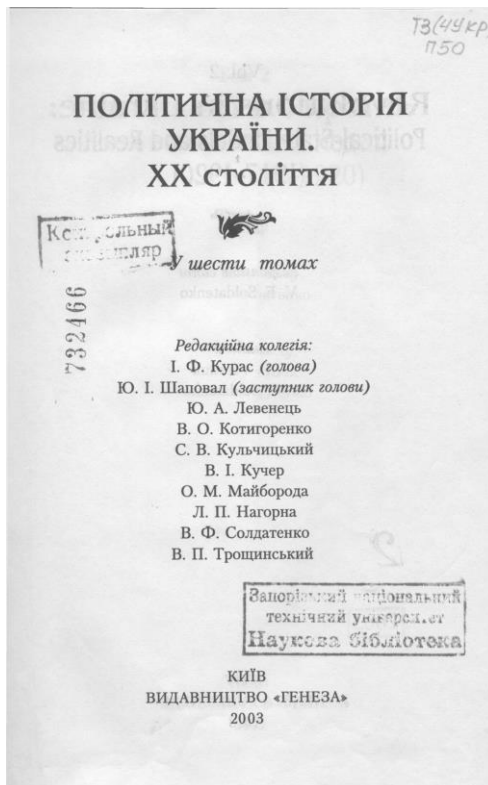 ТЗ(4УКР)
П50
ПОЛІТИЧНА ІСТОРІЯ
УКРАЇНИ.
XX СТОЛІТТЯ
У шести томах
732466
Редакційна колегія:
І. Ф. Курас (голова)
Ю. І. Шаповал (заступник голови)
Ю. А. Левенець
В. О. Котигоренко
С. В. Кульчицький
В. І. Кучер
О. М. Майборода
Л. П. Нагорна
В. Ф. Солдатенко
В. П. Трощинський
Запорізький національний
технічний університет
Наукова бібліотека
КИЇВ
ВИДАВНИЦТВО «ГЕНЕЗА»
2003